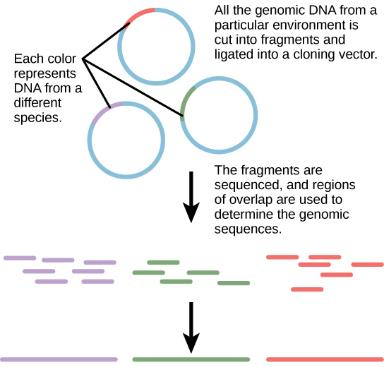 All the genomic DNA from a
particular environment is
cut into fragments and
ligated into a cloning vector.
Each color
represents
DNA from a
different
species.
The fragments are
sequenced, and regions
of overlap are used to
determine the genomic
sequences.